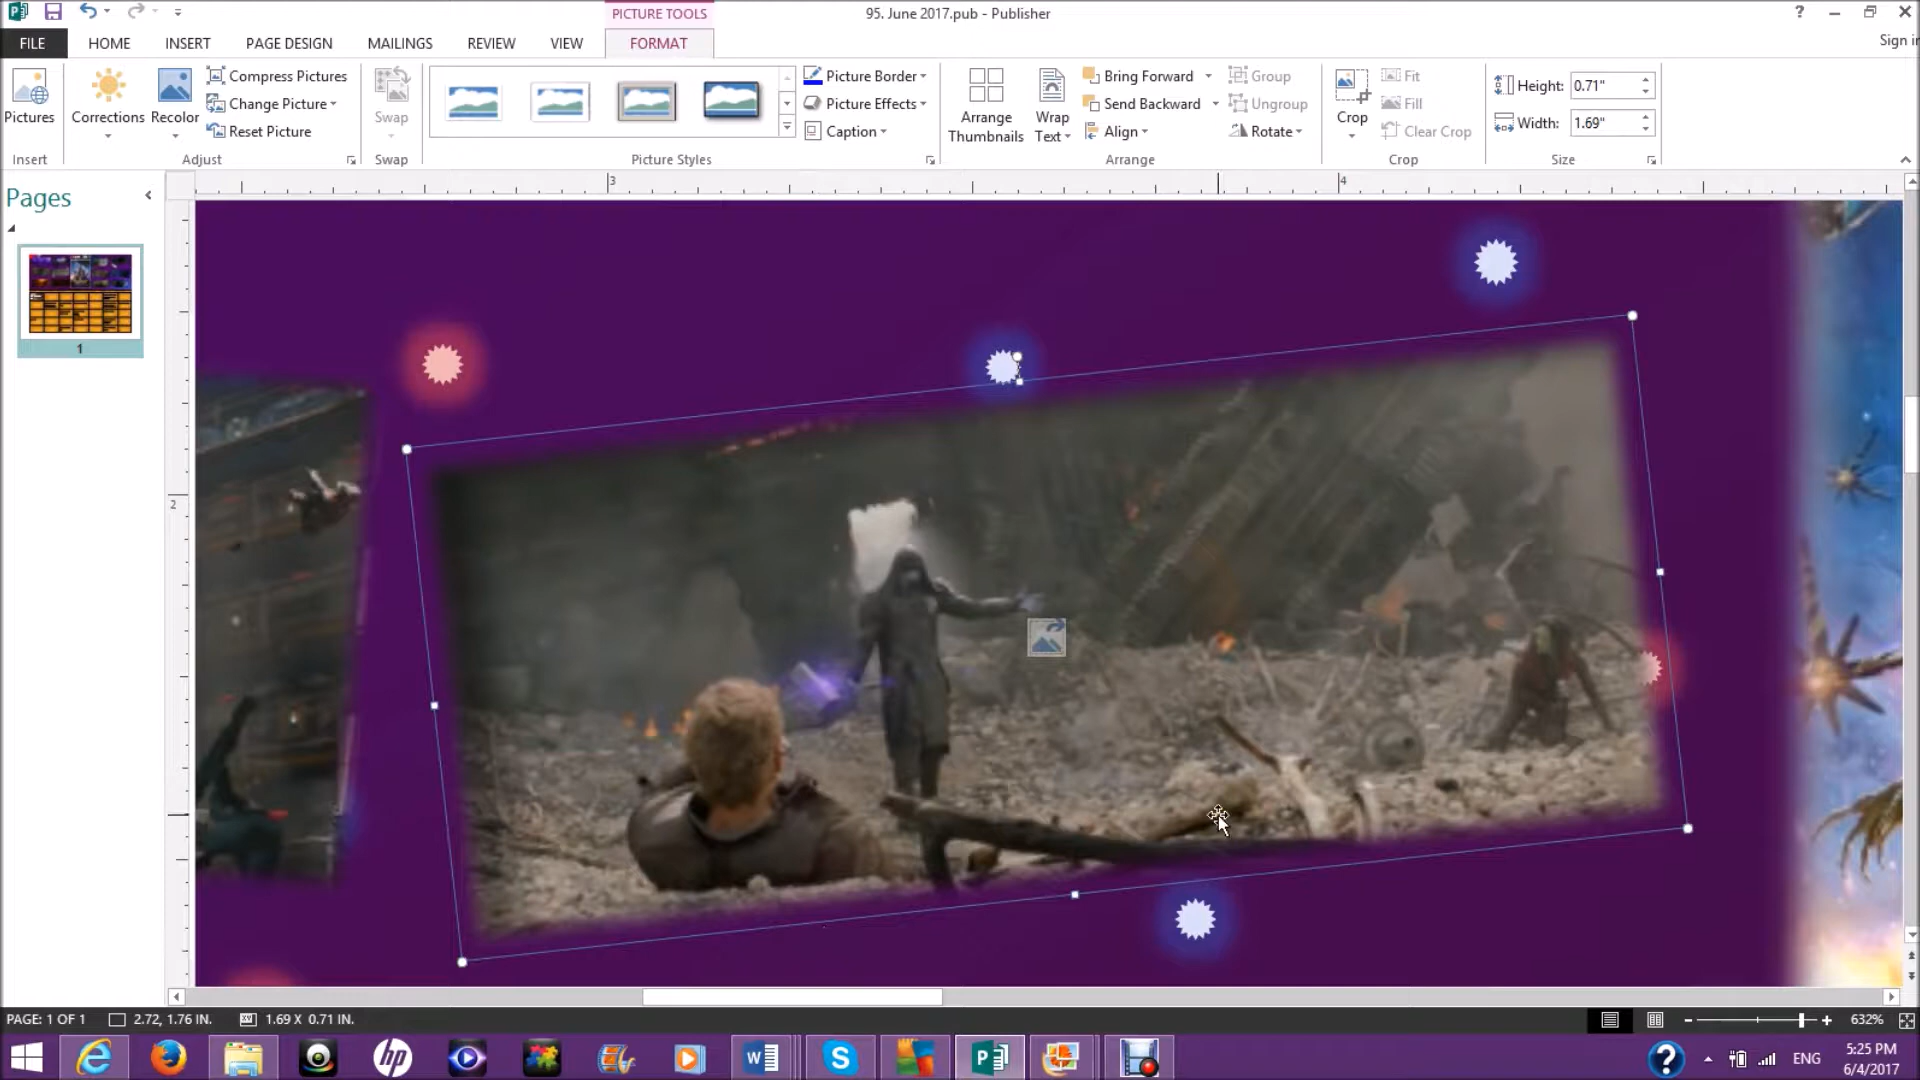 PICTURE TOOLS
95. June 2017.pub - Publisher
?
FILE
HOME
INSERT
PAGE DESIGN
MAILINGS
REVIEW
VIEW
FORMAT
Sign in
Pictures
Corrections
Recolor
Compress Pictures
Change Picture
Reset Picture
Swap
Picture Border
Picture Effects
Caption
Arrange Thumbnails
Wrap Text
Bring Forward
Send Backward
Align
Group
Ungroup
Rotate
Crop
Fit
Fill
Clear Crop
Height: 0.71"
Width: 1.69"
Insert
Adjust
Swap
Picture Styles
Arrange
Crop
Size
Pages
3
4
2
1
PAGE: 1 OF 1
2.72, 1.76 IN.
1.69 X 0.71 IN.
632%
ENG
5:25 PM
6/4/2017